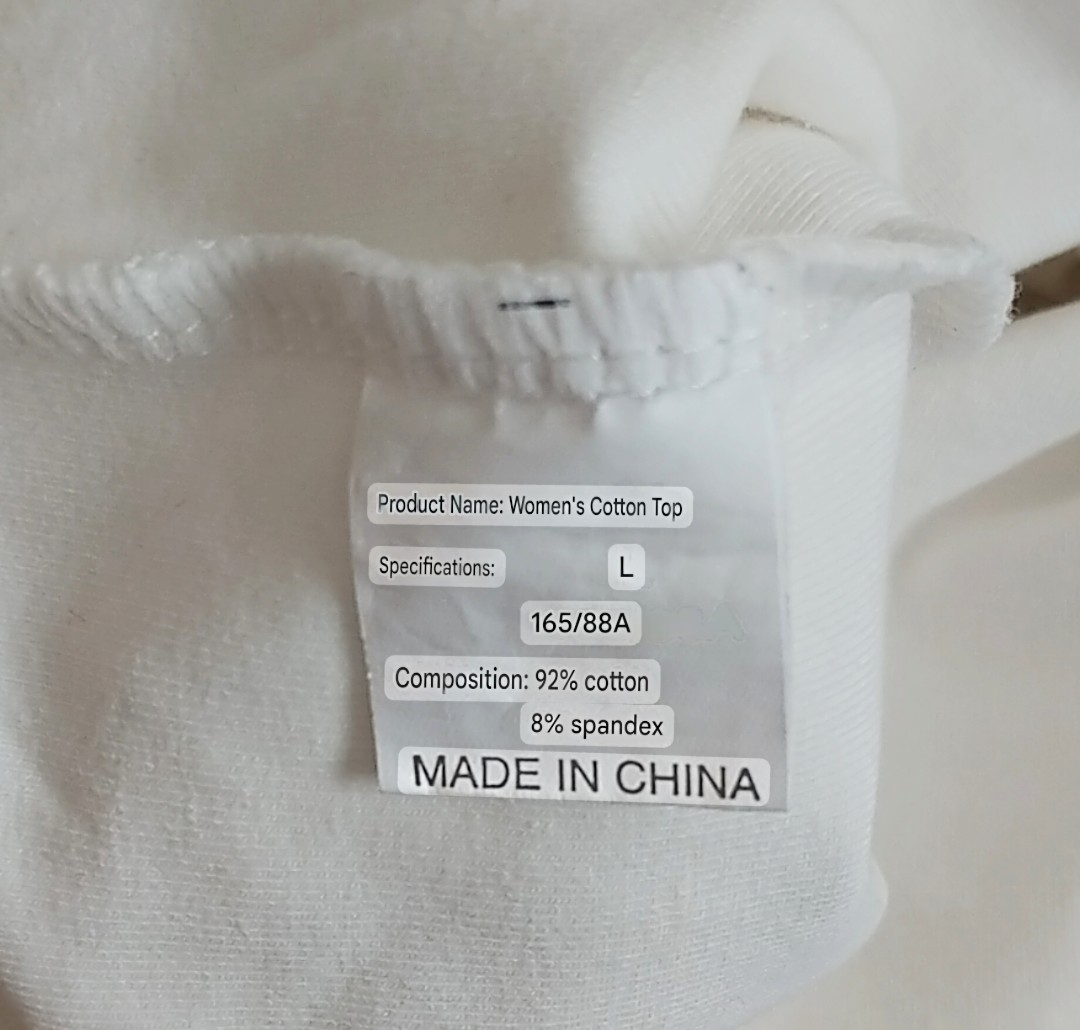 Product Name: Women's Cotton Top
Specifications: L
165/88A
Composition: 92% cotton
8% spandex
MADE IN CHINA